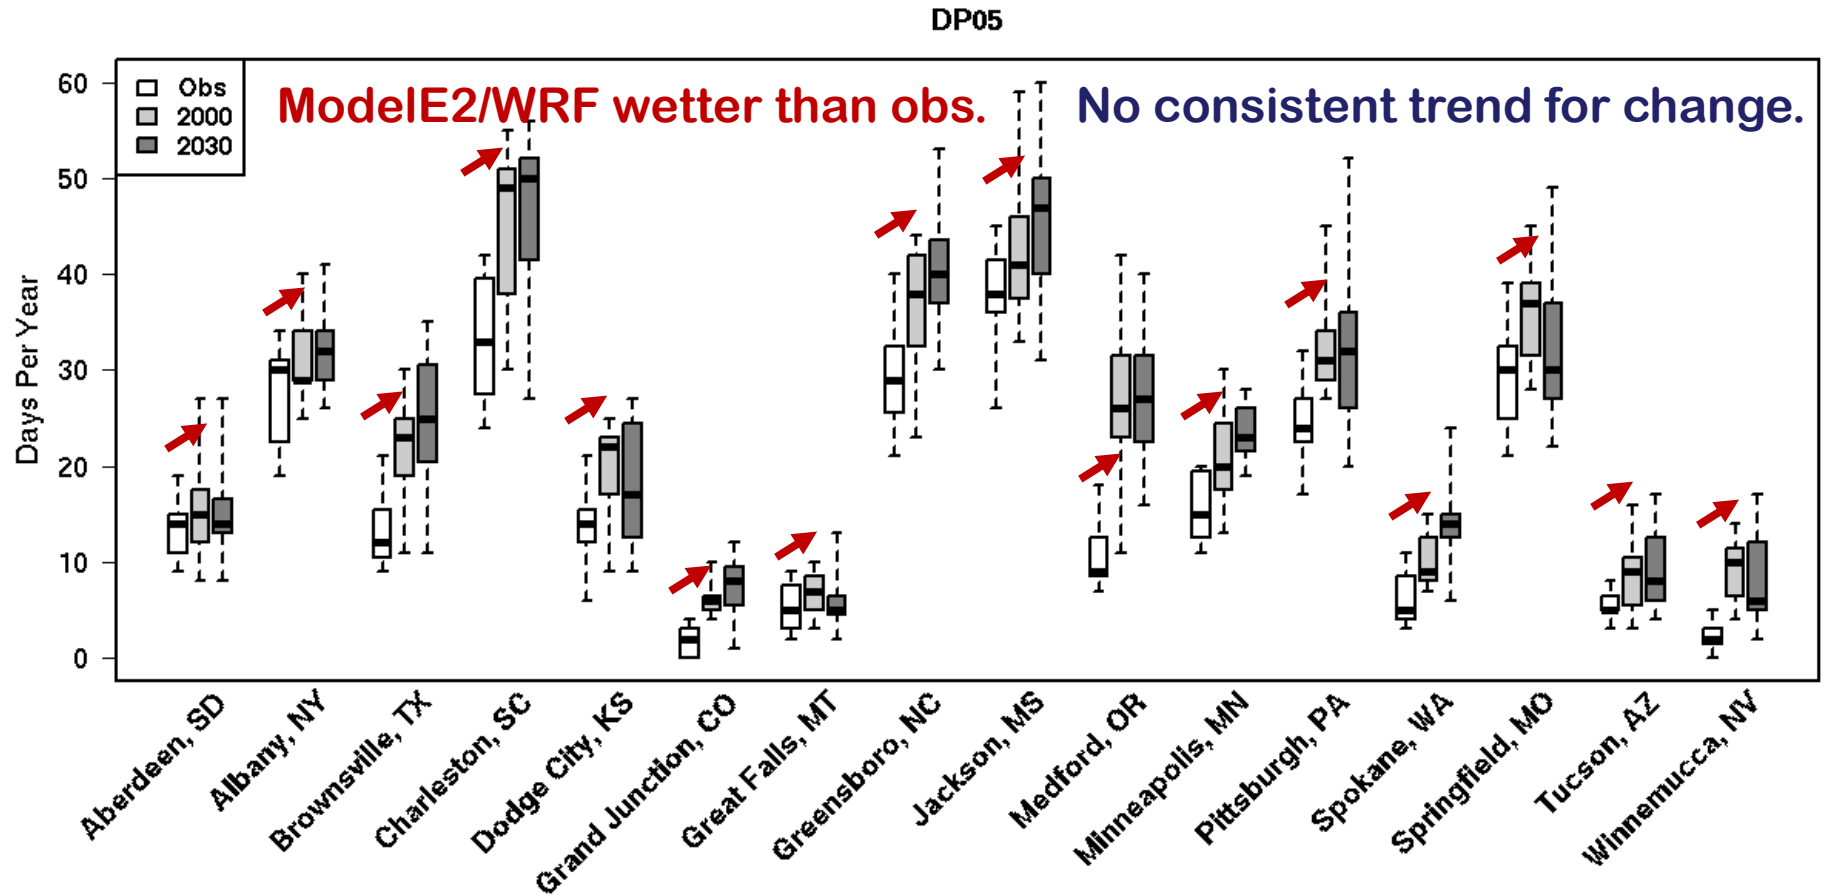 DP05
Obs
2000
2030
ModelE2/WRF wetter than obs.
No consistent trend for change.
Days Per Year
60
50
40
30
20
10
0
Aberdeen, SD
Albany, NY
Brownsville, TX
Charleston, SC
Dodge City, KS
Grand Junction, CO
Great Falls, MT
Greensboro, NC
Jackson, MS
Medford, OR
Minneapolis, MN
Pittsburgh, PA
Spokane, WA
Springfield, MO
Tucson, AZ
Winnemucca, NV